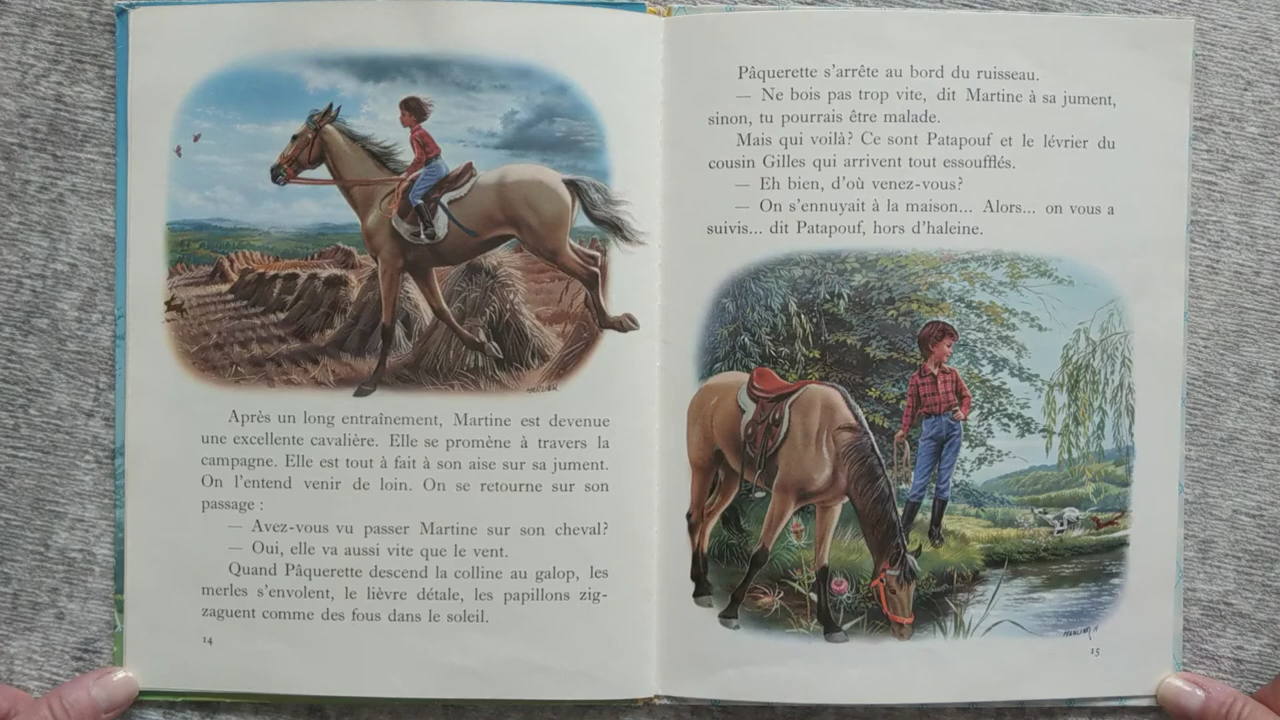 Après un long entraînement, Martine est devenue
une excellente cavalière. Elle se promène à travers la
campagne. Elle est tout à fait à son aise sur sa jument.
On l'entend venir de loin. On se retourne sur son
passage :
— Avez-vous vu passer Martine sur son cheval?
— Oui, elle va aussi vite que le vent.
Quand Pâquerette descend la colline au galop, les
merles s'envolent, le lièvre détale, les papillons zig-
zaguent comme des fous dans le soleil.
14
Pâquerette s'arrête au bord du ruisseau.
— Ne bois pas trop vite, dit Martine à sa jument,
sinon, tu pourrais être malade.
Mais qui voilà? Ce sont Patapouf et le lévrier du
cousin Gilles qui arrivent tout essoufflés.
— Eh bien, d'où venez-vous?
— On s'ennuyait à la maison... Alors... on vous a
suivis... dit Patapouf, hors d'haleine.
15